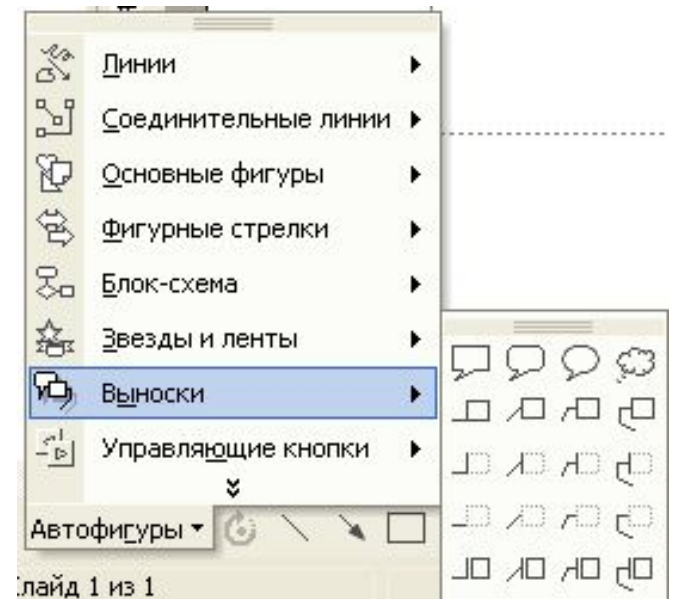 Линии
Соединительные линии
Основные фигуры
Фигурные стрелки
Блок-схема
Звезды и ленты
Выноски
Управляющие кнопки
Автофигуры
лайд 1 из 1